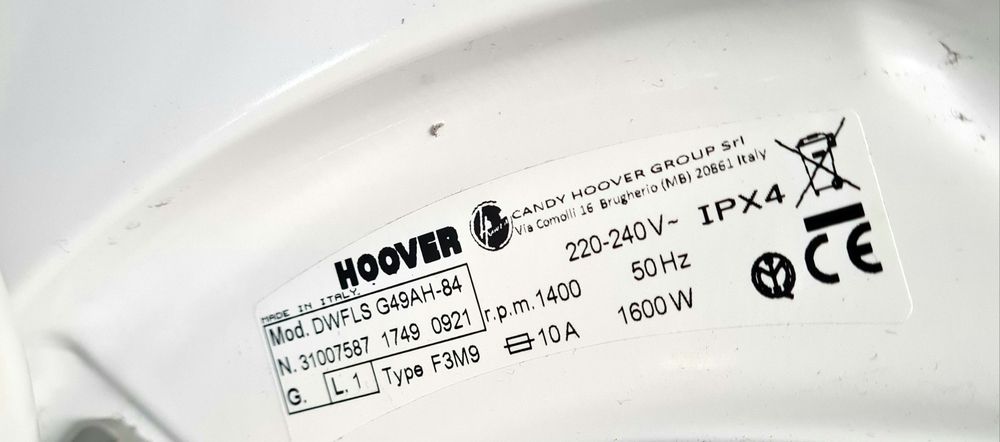 HOOVER
CANDY HOOVER GROUP Srl
Via Comolli 16 Brugherio (MB) 20861 Italy
MADE IN ITALY.
Mod. DWFLS G49AH-84
N. 31007587 1749 0921
G. L. 1
Type F3M9
r.p.m. 1400
10 A
220-240V~
50 Hz
1600 W
IPX4
CE